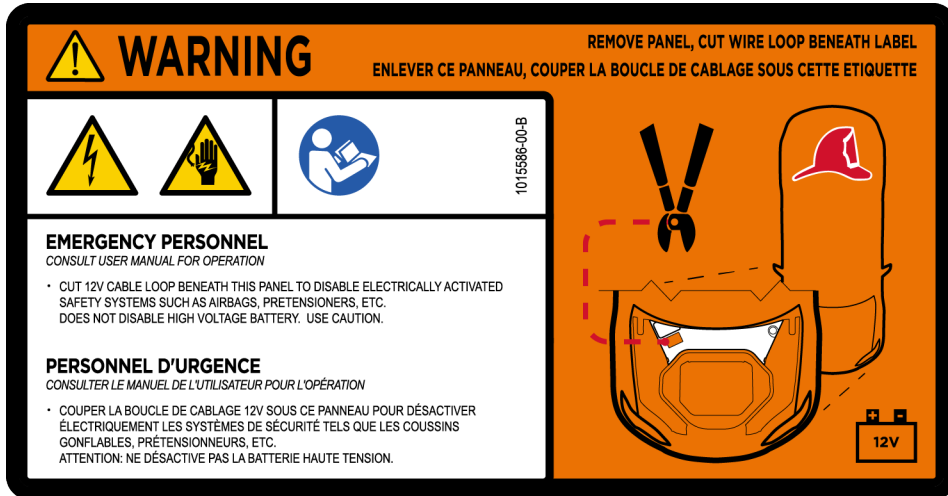 WARNING
REMOVE PANEL, CUT WIRE LOOP BENEATH LABEL
ENLEVER CE PANNEAU, COUPER LA BOUCLE DE CABLAGE SOUS CETTE ETIQUETTE
1015586-00-B
EMERGENCY PERSONNEL
CONSULT USER MANUAL FOR OPERATION
• CUT 12V CABLE LOOP BENEATH THIS PANEL TO DISABLE ELECTRICALLY ACTIVATED
SAFETY SYSTEMS SUCH AS AIRBAGS, PRETENSIONERS, ETC.
DOES NOT DISABLE HIGH VOLTAGE BATTERY. USE CAUTION.
PERSONNEL D'URGENCE
CONSULTER LE MANUEL DE L'UTILISATEUR POUR L'OPÉRATION
• COUPER LA BOUCLE DE CABLAGE 12V SOUS CE PANNEAU POUR DÉSACTIVER
ÉLECTRIQUEMENT LES SYSTÈMES DE SÉCURITÉ TELS QUE LES COUSSINS
GONFLABLES, PRÉTENSIONNEURS, ETC.
ATTENTION: NE DÉSACTIVE PAS LA BATTERIE HAUTE TENSION.
12V